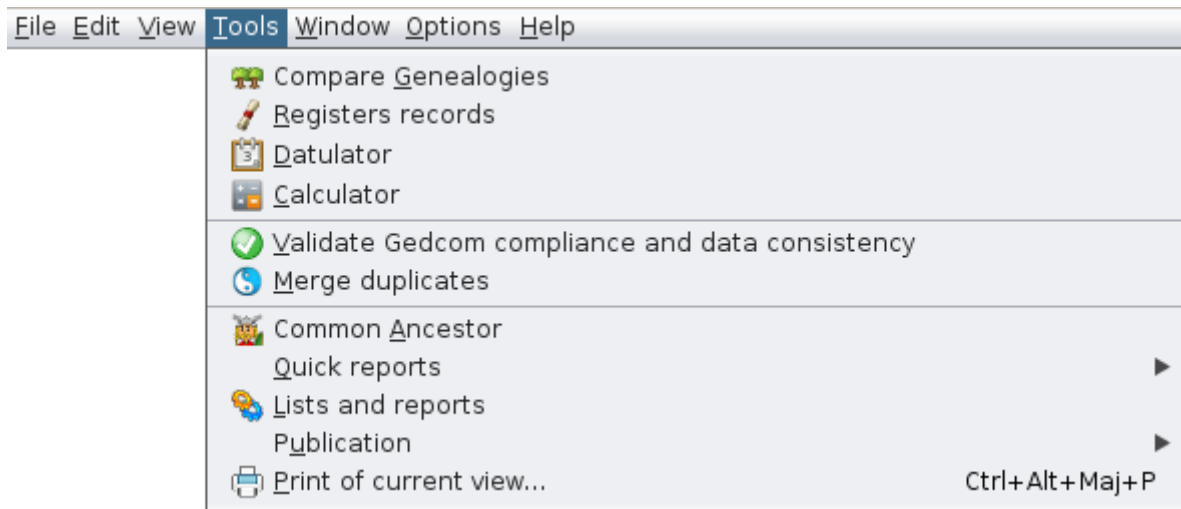 File Edit View Tools Window Options Help
Compare Genealogies
Registers records
3
Datulator
Calculator
Validate Gedcom compliance and data consistency
Merge duplicates
Common Ancestor
Quick reports
Lists and reports
Publication
Print of current view... Ctrl+Alt+Maj+P